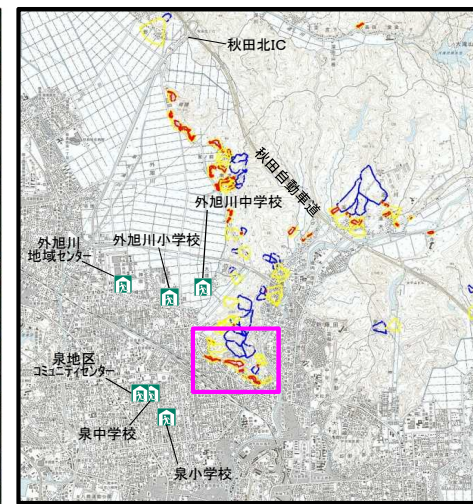 秋田北IC
秋田自動車道
外旭川中学校
外旭川小学校
外旭川
地域センター
泉地区
コミュニティセンター
泉中学校
泉小学校